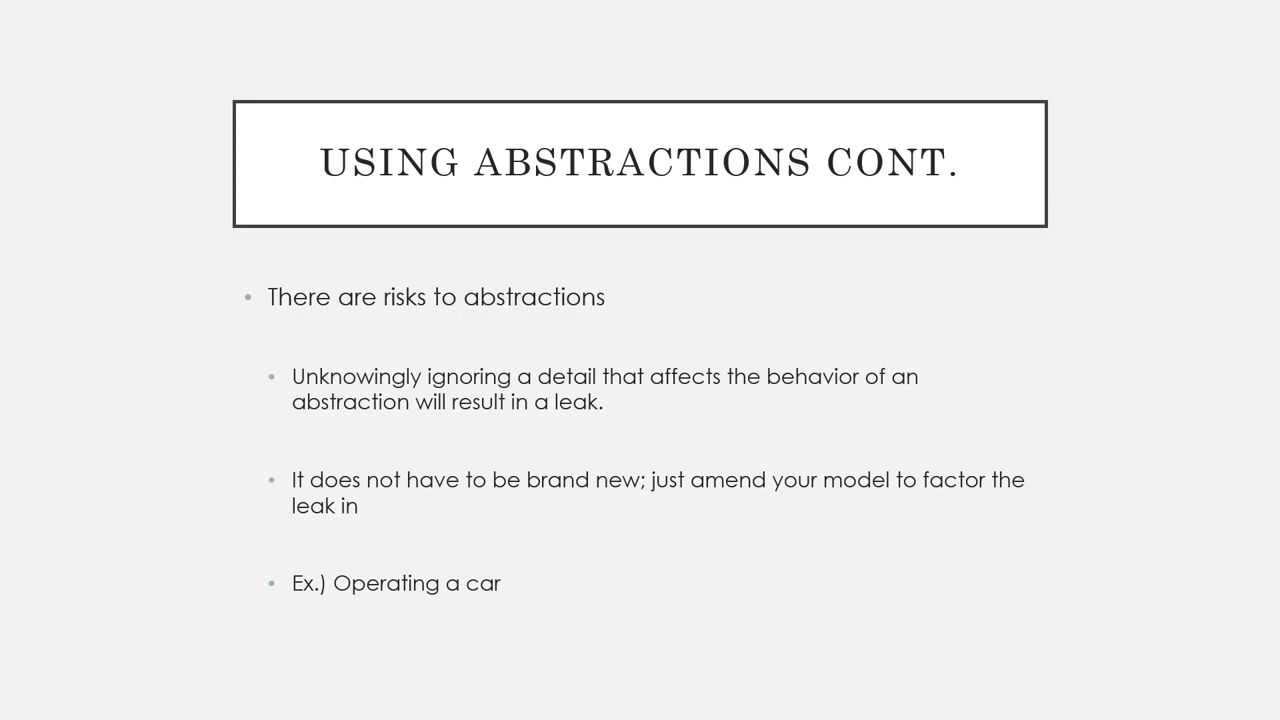 USING ABSTRACTIONS CONT.
• There are risks to abstractions
• Unknowingly ignoring a detail that affects the behavior of an
abstraction will result in a leak.
• It does not have to be brand new; just amend your model to factor the
leak in
• Ex.) Operating a car